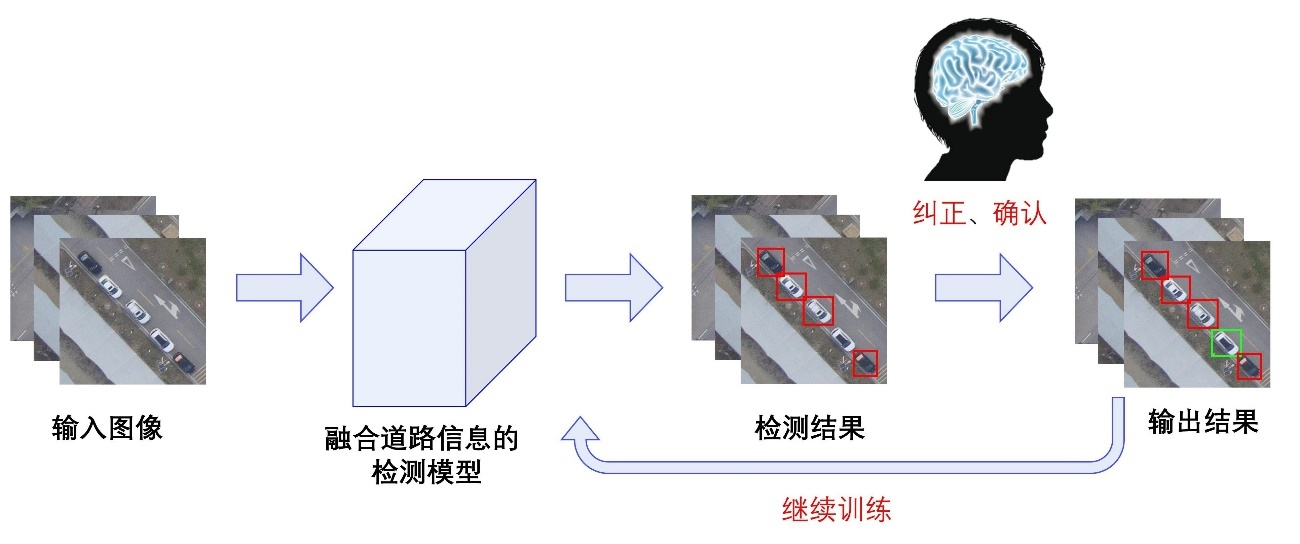 纠正、确认
输入图像
融合道路信息的
检测模型
检测结果
输出结果
继续训练